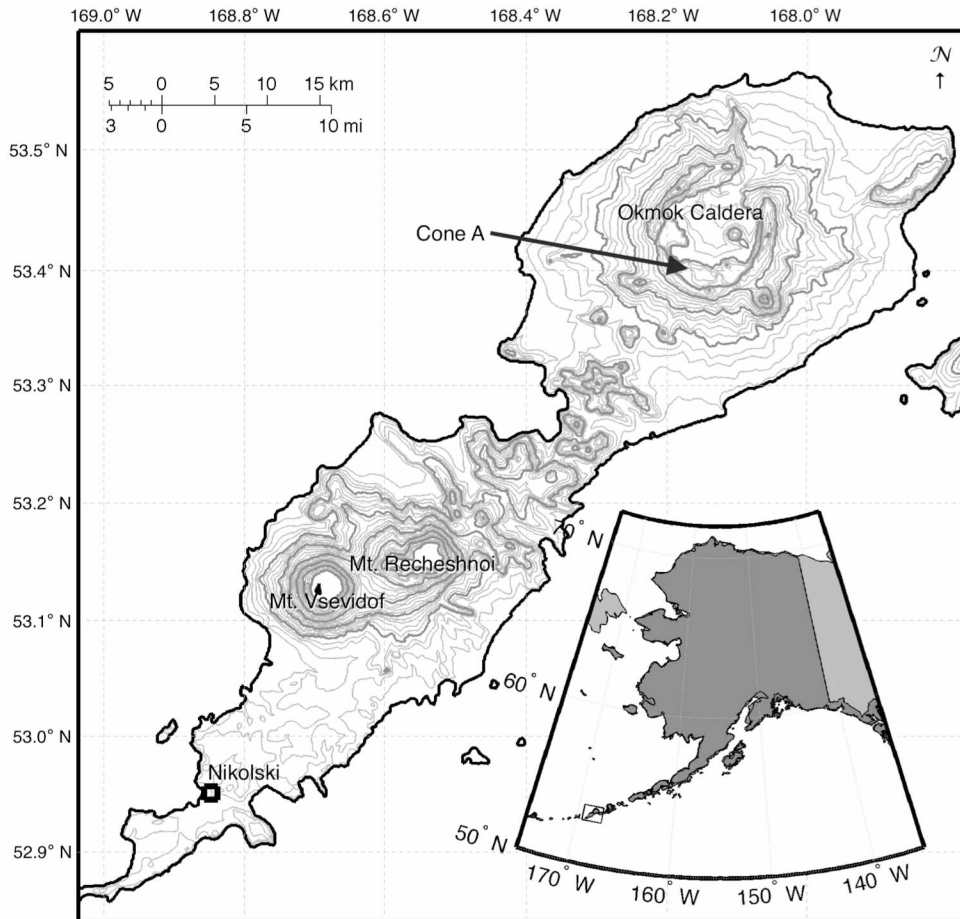 169.0° W 168.8° W 168.6° W 168.4° W 168.2° W 168.0° W
𝒩
5 0 5 10 15 km
3 0 5 10 mi
53.5° N
Okmok Caldera
Cone A
53.4° N
53.3° N
53.2° N
70° N
Mt. Recheshnoi
Mt. Vsevidof
53.1° N
60° N
53.0° N
Nikolski
52.9° N
50° N
170° W 160° W 150° W 140° W